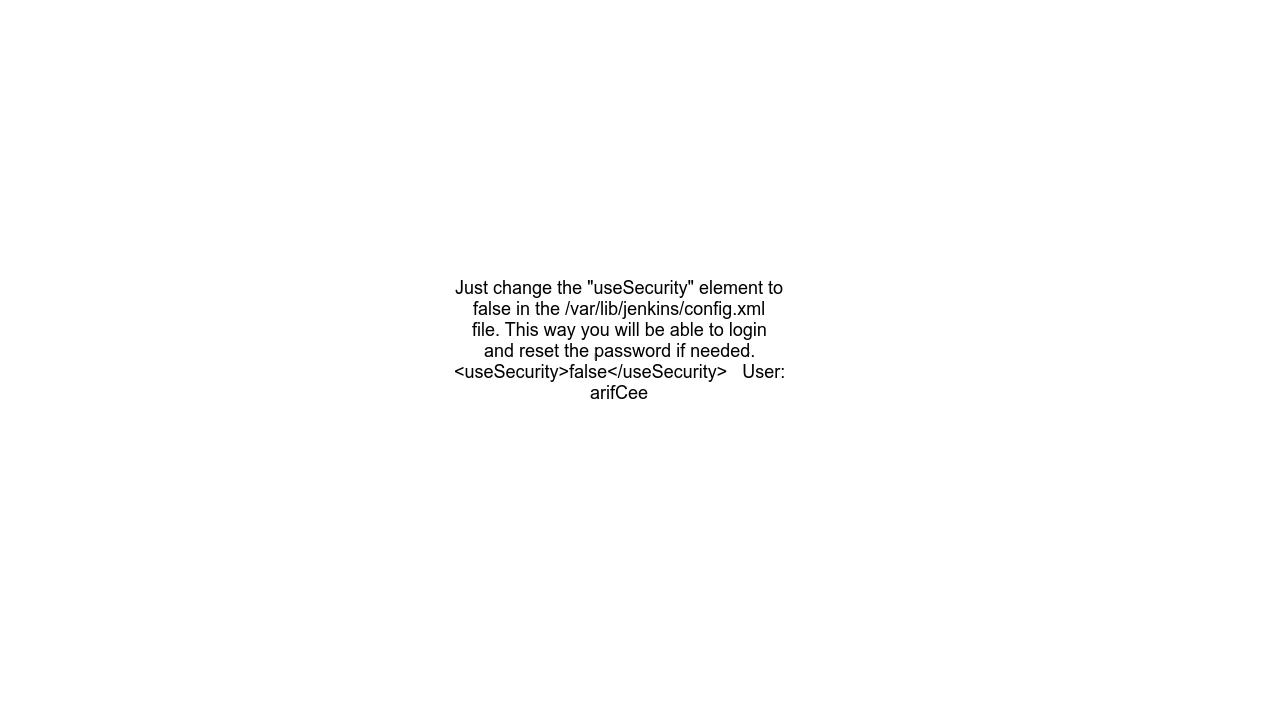 Just change the "useSecurity" element to
false in the /var/lib/jenkins/config.xml
file. This way you will be able to login
and reset the password if needed.
<useSecurity>false</useSecurity>   User:
arifCee